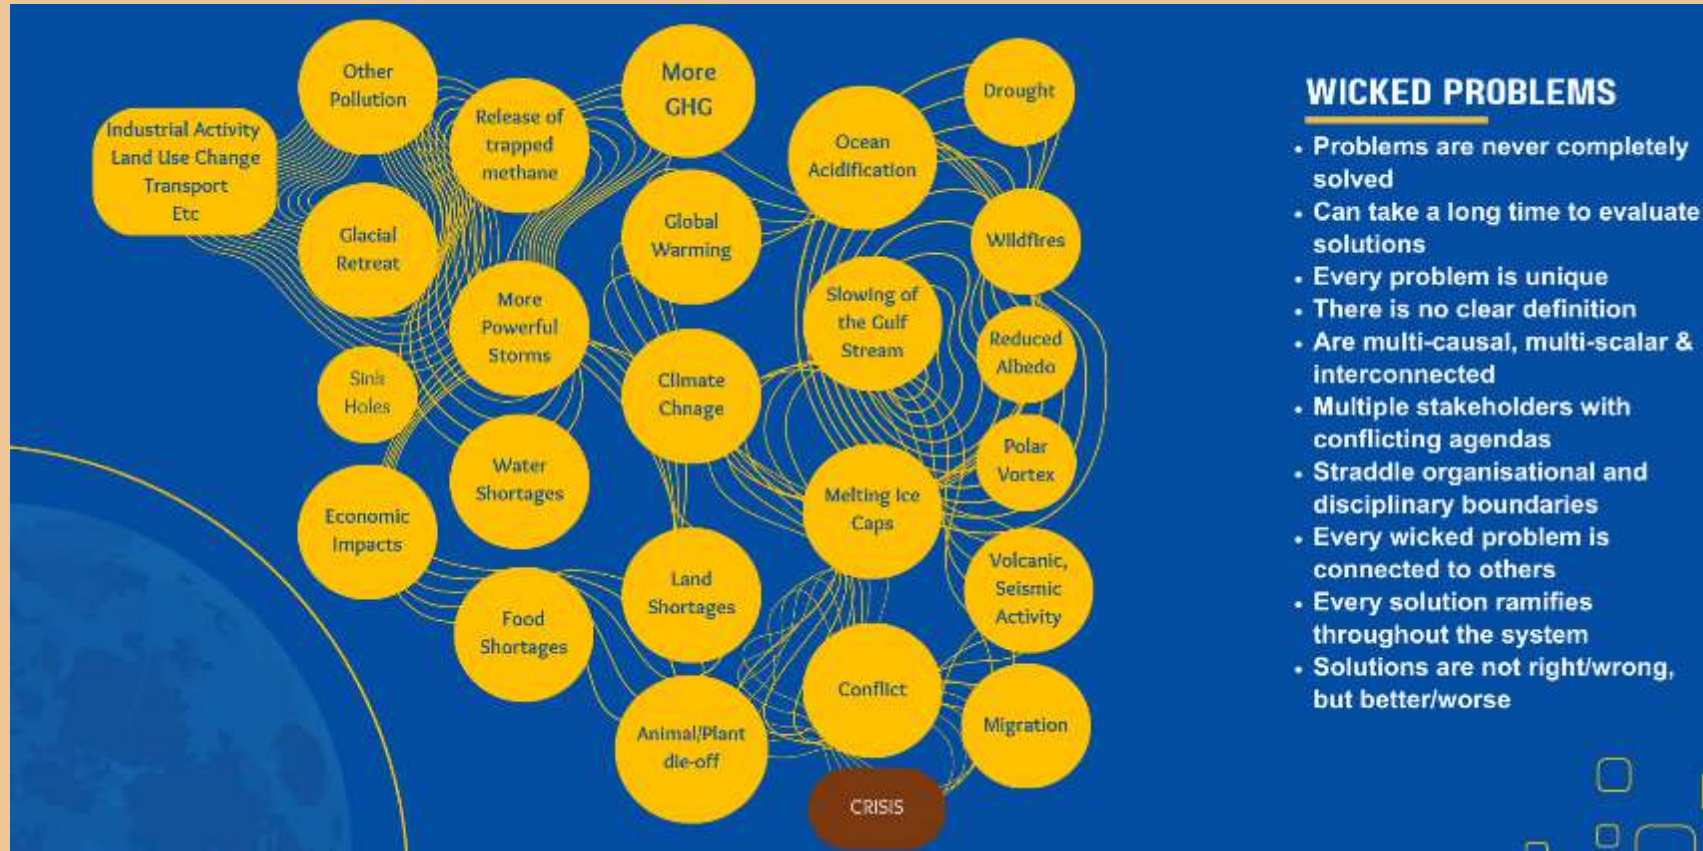 Other
Pollution
Industrial Activity
Land Use Change
Transport
Etc
Glacial
Retreat
Sink
Holes
Economic
Impacts
Release of
trapped
methane
More
Powerful
Storms
Water
Shortages
Food
Shortages
More
GHG
Global
Warming
Climate
Chnage
Land
Shortages
Animal/Plant
die-off
Ocean
Acidification
Slowing of
the Gulf
Stream
Melting Ice
Caps
Conflict
CRISIS
Drought
Wildfires
Reduced
Albedo
Polar
Vortex
Volcanic,
Seismic
Activity
Migration
WICKED PROBLEMS
• Problems are never completely
solved
• Can take a long time to evaluate
solutions
• Every problem is unique
• There is no clear definition
• Are multi-causal, multi-scalar &
interconnected
• Multiple stakeholders with
conflicting agendas
• Straddle organisational and
disciplinary boundaries
• Every wicked problem is
connected to others
• Every solution ramifies
throughout the system
• Solutions are not right/wrong,
but better/worse